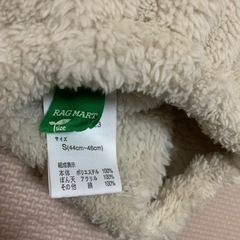 RAG MART
サイズ
S(44cm~46cm)
組成表示
本体 ポリエステル 100%
ぼん天 アクリル 100%
その他 綿 100%